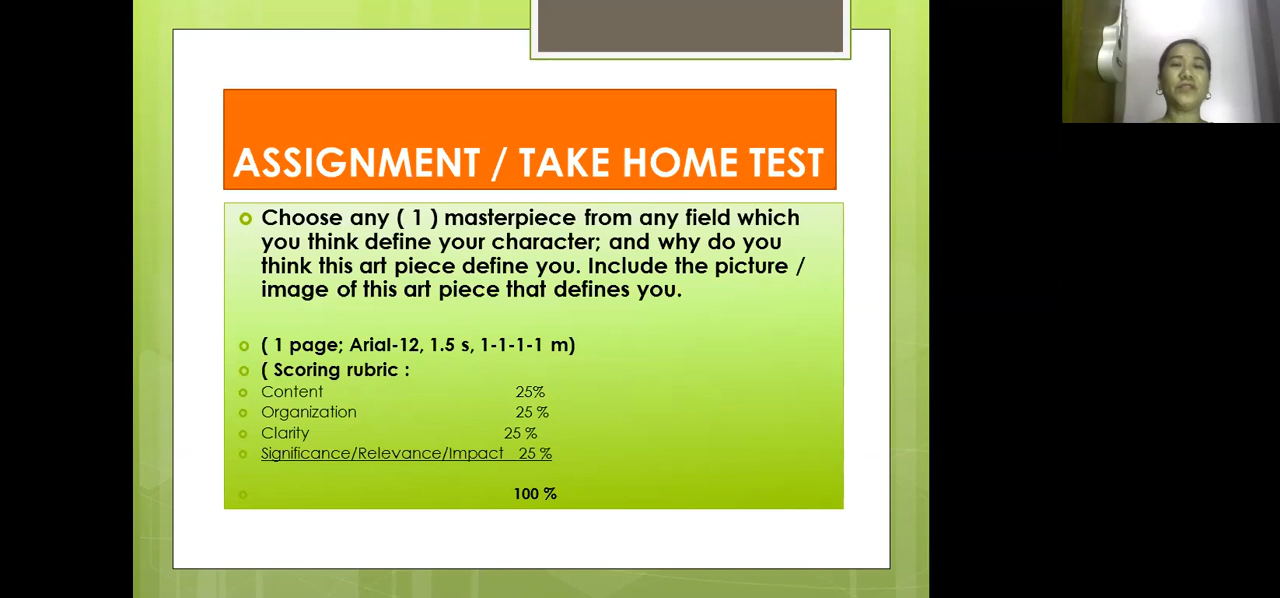 ASSIGNMENT / TAKE HOME TEST
Choose any ( 1 ) masterpiece from any field which
you think define your character; and why do you
think this art piece define you. Include the picture /
image of this art piece that defines you.
( 1 page; Arial-12, 1.5 s, 1-1-1-1 m)
( Scoring rubric :
Content 25%
Organization 25 %
Clarity 25 %
Significance/Relevance/Impact 25 %
100 %